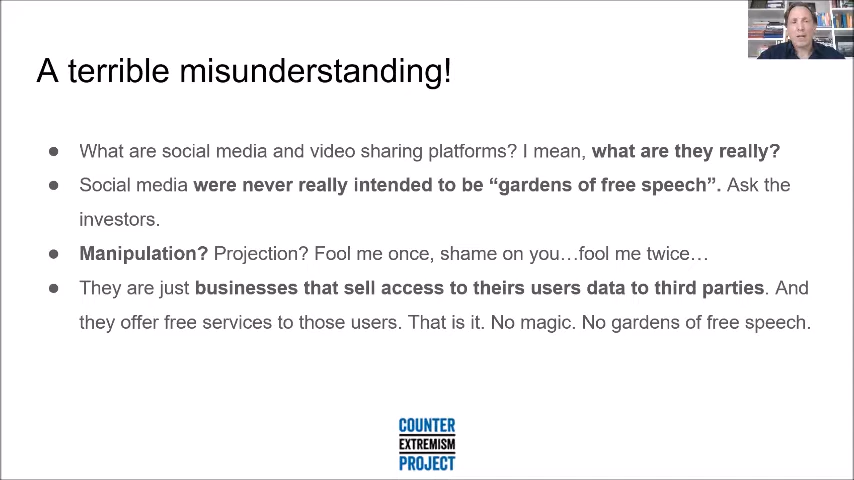 A terrible misunderstanding!
● What are social media and video sharing platforms? I mean, what are they really?
● Social media were never really intended to be “gardens of free speech”. Ask the
investors.
● Manipulation? Projection? Fool me once, shame on you…fool me twice…
● They are just businesses that sell access to theirs users data to third parties. And
they offer free services to those users. That is it. No magic. No gardens of free speech.
COUNTER
EXTREMISM
PROJECT